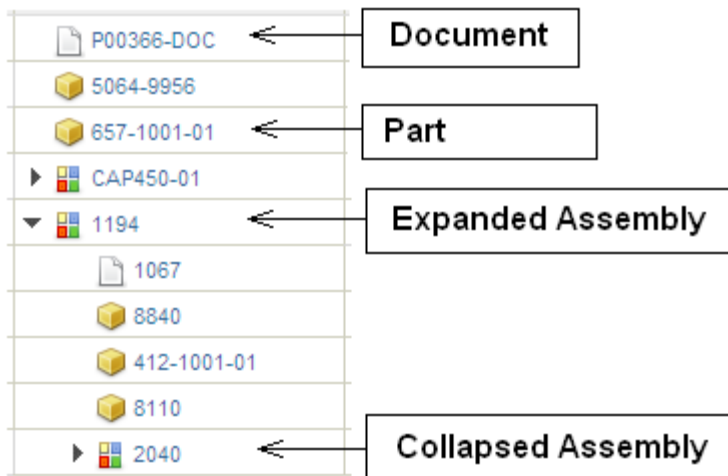 P00366-DOC Document
5064-9956
657-1001-01 Part
CAP450-01
1194 Expanded Assembly
1067
8840
412-1001-01
8110
2040 Collapsed Assembly